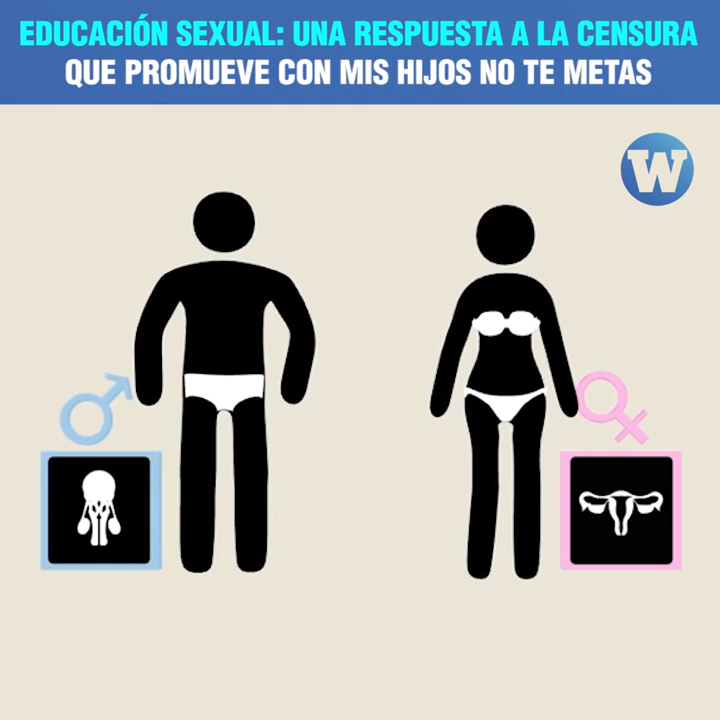 EDUCACIÓN SEXUAL: UNA RESPUESTA A LA CENSURA
QUE PROMUEVE CON MIS HIJOS NO TE METAS
W